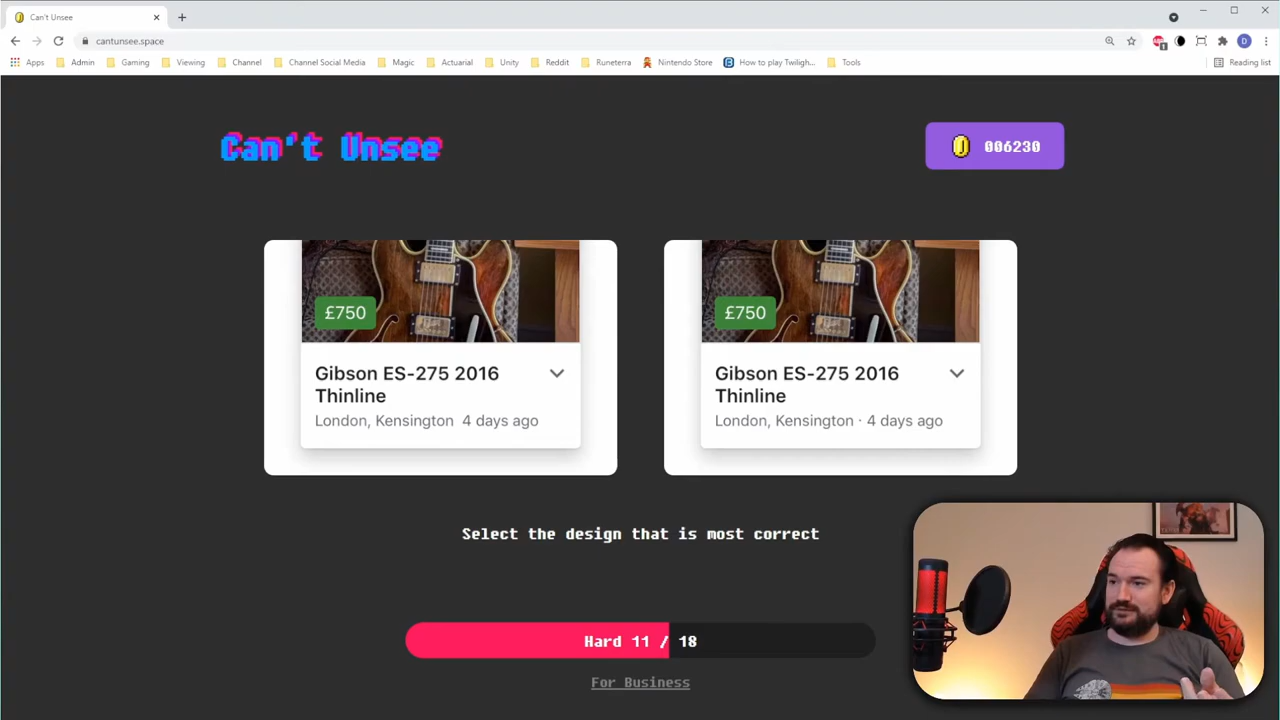 Can't Unsee
cantunsee.space
Apps Admin Gaming Viewing Channel Channel Social Media Magic Actuarial Unity Reddit Runeterra Nintendo Store How to play Twiligh... Tools Reading list
Can't Unsee
006230
£750
Gibson ES-275 2016
Thinline
London, Kensington 4 days ago
£750
Gibson ES-275 2016
Thinline
London, Kensington · 4 days ago
Select the design that is most correct
Hard 11 / 18
For Business